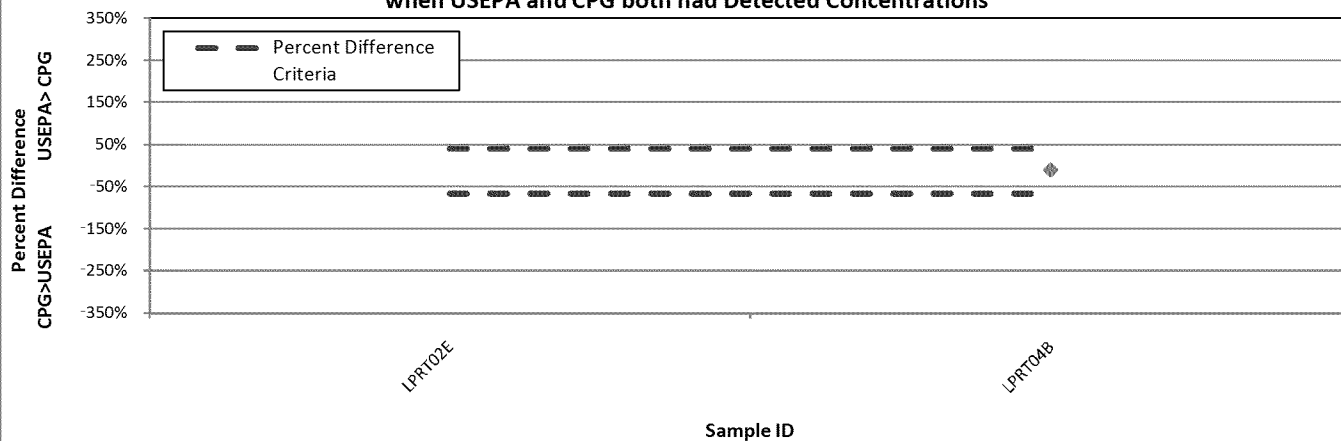 when USEPA and CPG both had Detected Concentrations
350%
250%
150%
50%
-50%
-150%
-250%
-350%
Percent Difference
CPG>USEPA USEPA> CPG
Percent Difference
Criteria
LPRT02E
LPRT04B
Sample ID